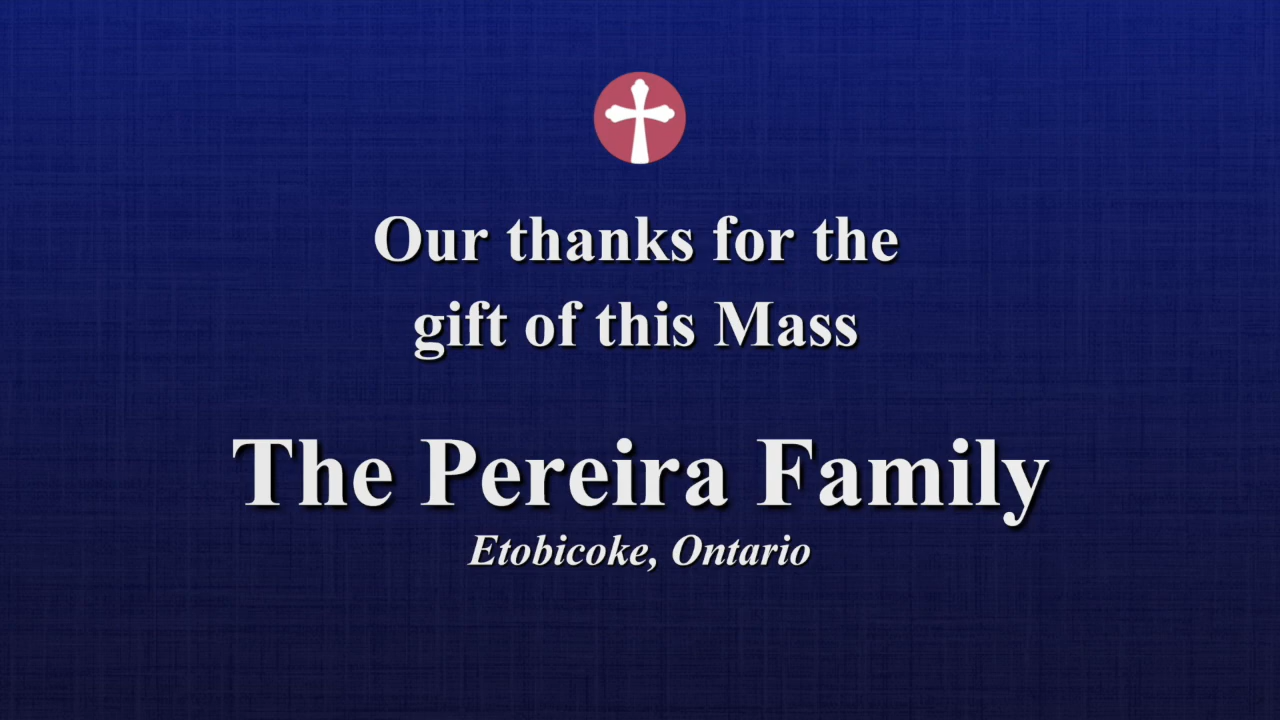 Our thanks for the
gift of this Mass
The Pereira Family
Etobicoke, Ontario